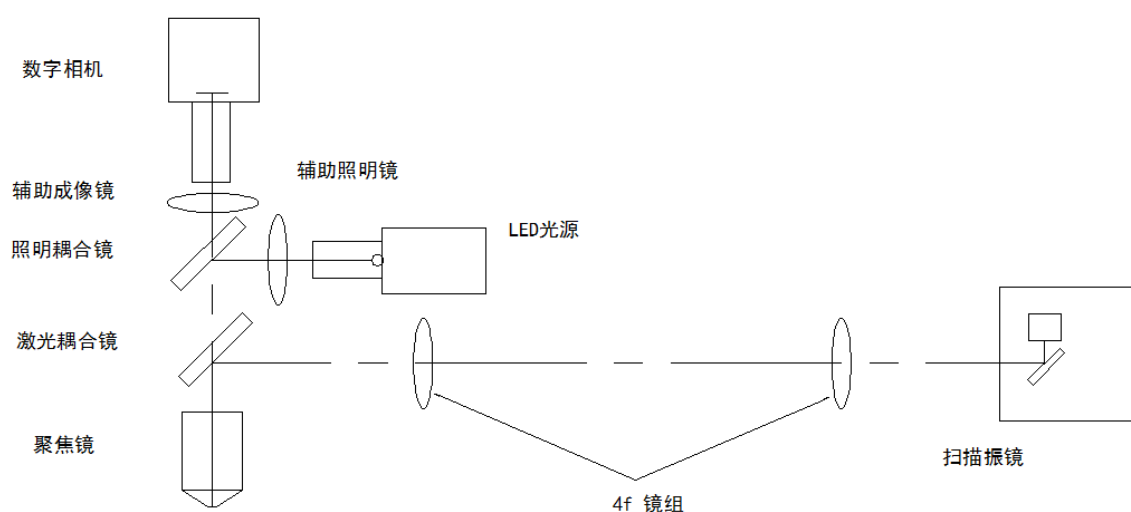 数字相机
辅助照明镜
辅助成像镜
LED光源
照明耦合镜
激光耦合镜
聚焦镜
扫描振镜
4f 镜组